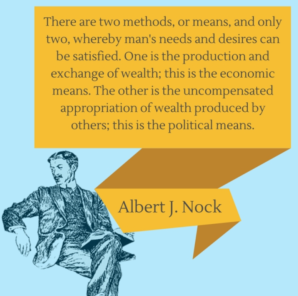 There are two methods, or means, and only
two, whereby man's needs and desires can
be satisfied. One is the production and
exchange of wealth; this is the economic
means. The other is the uncompensated
appropriation of wealth produced by
others; this is the political means.
Albert J. Nock